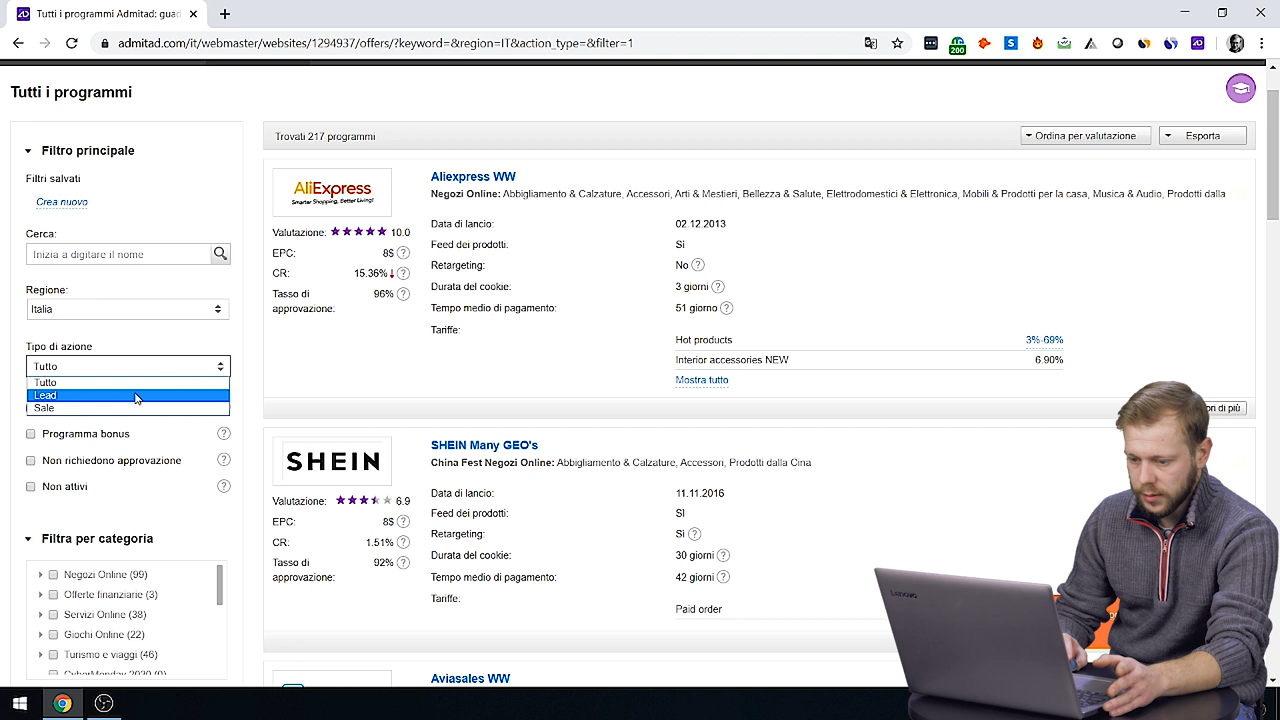 Tutti i programmi Admitad: guad
admitad.com/it/webmaster/websites/1294937/offers/?keyword=&region=IT&action_type=&filter=1
200
Tutti i programmi
Filtro principale
Filtri salvati
Crea nuovo
Cerca:
Inizia a digitare il nome
Regione:
Italia
Tipo di azione
Tutto
Tutto
Lead
Sale
Programma bonus ?
Non richiedono approvazione ?
Non attivi ?
Filtra per categoria
Negozi Online (99)
Offerte finanziarie (3)
Servizi Online (38)
Giochi Online (22)
Turismo e viaggi (46)
CyberMonday 2020 (0)
Trovati 217 programmi
Ordina per valutazione
Esporta
AliExpress
Smarter Shopping, Better Living!
Valutazione: 10.0
EPC: 8$ ?
CR: 15.36% ?
Tasso di approvazione: 96% ?
Aliexpress WW
Negozi Online: Abbigliamento & Calzature, Accessori, Arti & Mestieri, Bellezza & Salute, Elettrodomestici & Elettronica, Mobili & Prodotti per la casa, Musica & Audio, Prodotti dalla
Data di lancio: 02.12.2013
Feed dei prodotti: Sì
Retargeting: No ?
Durata del cookie: 3 giorni ?
Tempo medio di pagamento: 51 giorno ?
Tariffe:
Hot products 3%-69%
Interior accessories NEW 6.90%
Mostra tutto
di più
SHEIN
Valutazione: 6.9
EPC: 8$ ?
CR: 1.51% ?
Tasso di approvazione: 92% ?
SHEIN Many GEO's
China Fest Negozi Online: Abbigliamento & Calzature, Accessori, Prodotti dalla Cina
Data di lancio: 11.11.2016
Feed dei prodotti: Sì
Retargeting: Sì ?
Durata del cookie: 30 giorni ?
Tempo medio di pagamento: 42 giorni ?
Tariffe:
Paid order
Aviasales WW
Lenovo